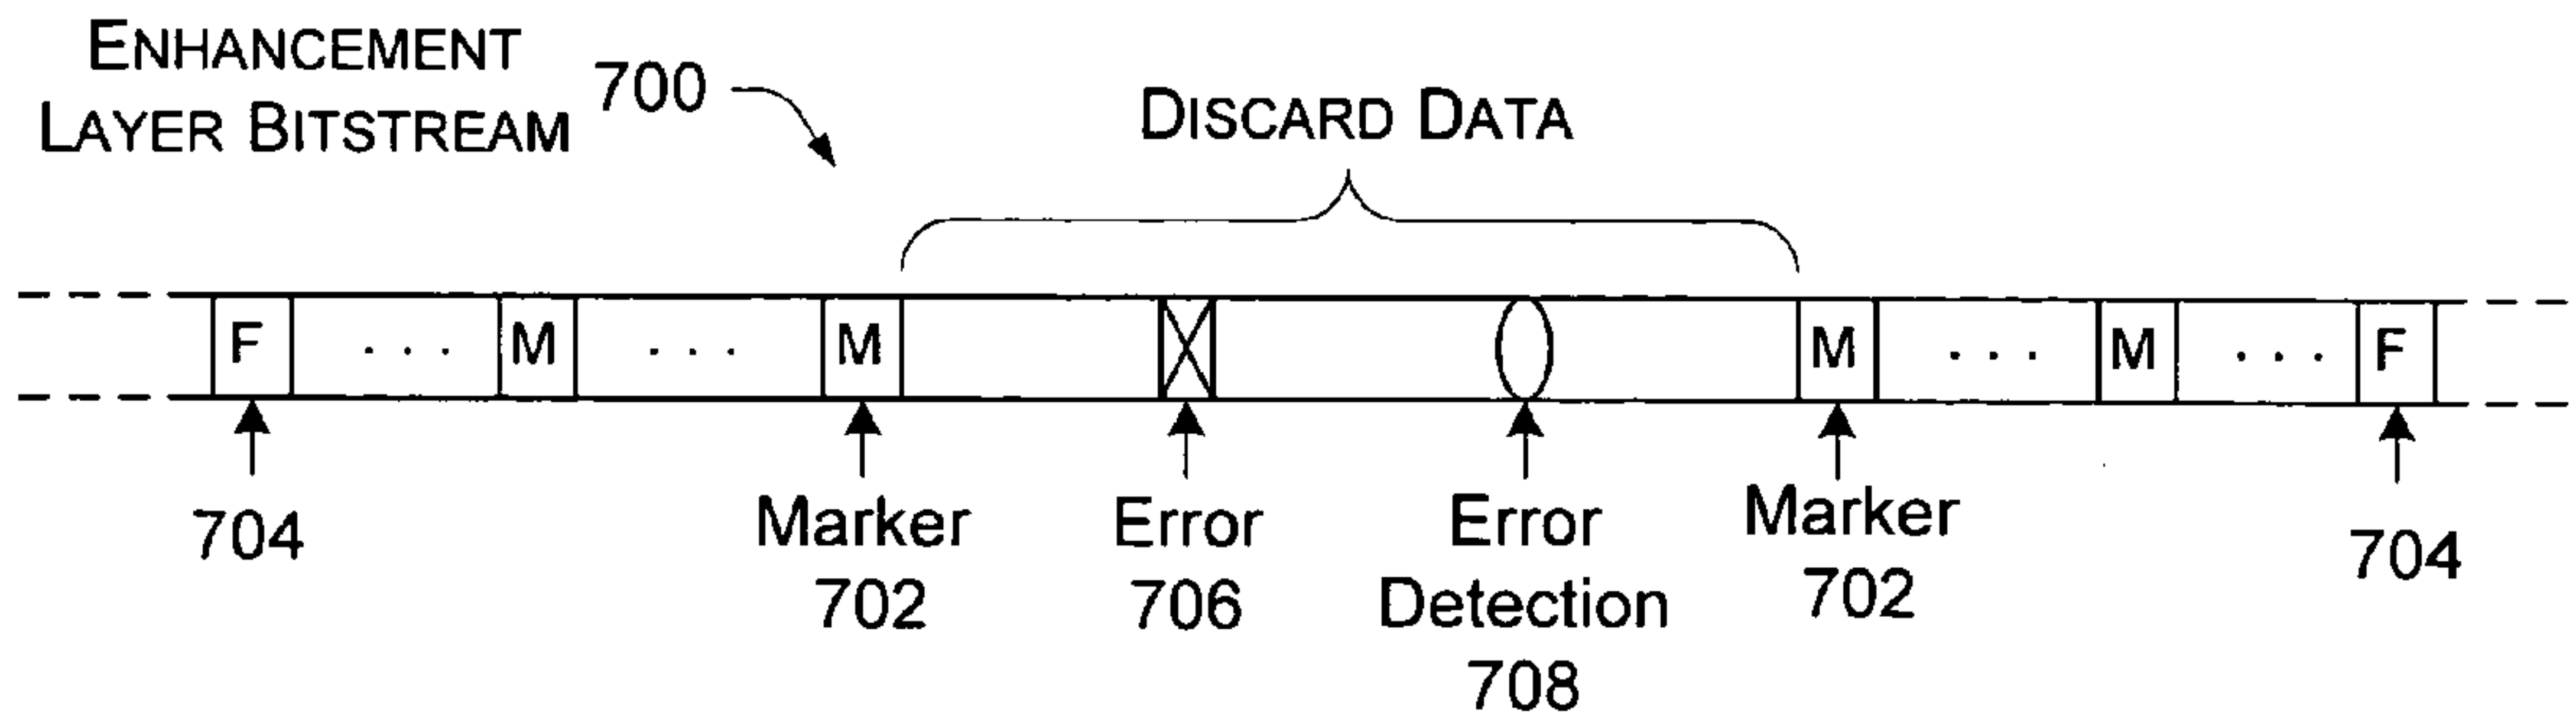 ENHANCEMENT
LAYER BITSTREAM
700
DISCARD DATA
F . . . M . . . M M . . . M . . . F
704
Marker
702
Error
706
Error
Detection
708
Marker
702
704